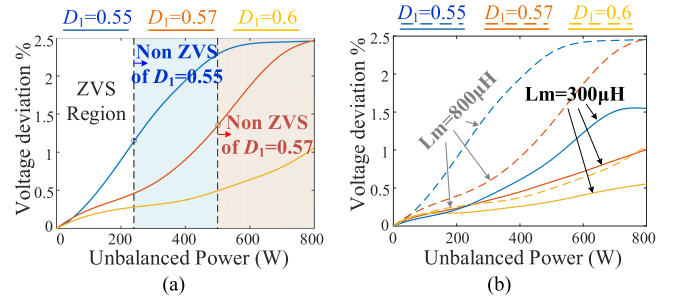 D1=0.55 D1=0.57 D1=0.6
2.5
2
1.5
1
0.5
0 200 400 600 800
Voltage deviation %
Unbalanced Power (W)
ZVS
Region
Non ZVS
of D1=0.55
Non ZVS
of D1=0.57
(a)
D1=0.55 D1=0.57 D1=0.6
2.5
2
1.5
1
0.5
0
0 200 400 600 800
Voltage deviation %
Unbalanced Power (W)
Lm=800μH
Lm=300μH
(b)